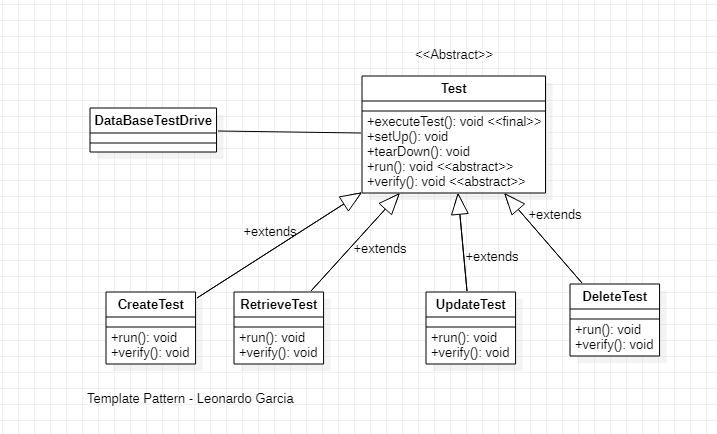 <<Abstract>>
Test
+executeTest(): void <<final>>
+setUp(): void
+tearDown(): void
+run(): void <<abstract>>
+verify(): void <<abstract>>
DataBaseTestDrive
+extends
+extends
+extends
+extends
CreateTest
+run(): void
+verify(): void
RetrieveTest
+run(): void
+verify(): void
UpdateTest
+run(): void
+verify(): void
DeleteTest
+run(): void
+verify(): void
Template Pattern - Leonardo Garcia